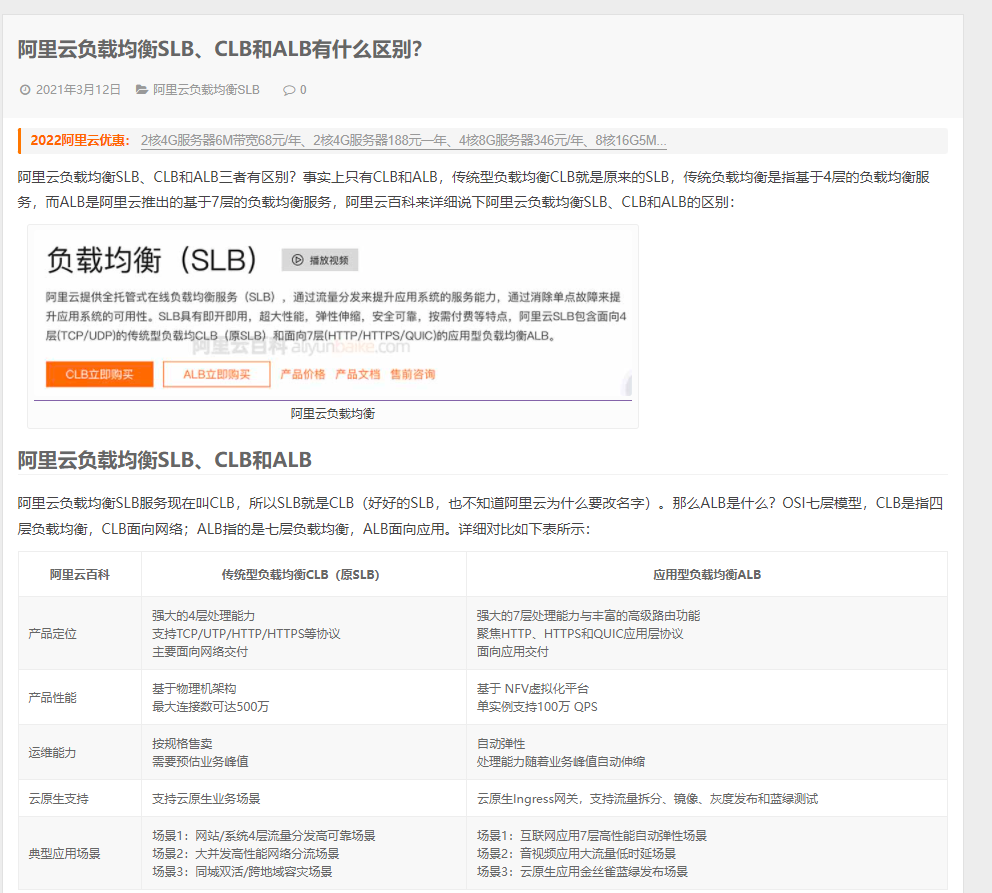 阿里云负载均衡SLB、CLB和ALB有什么区别？
2021年3月12日 阿里云负载均衡SLB 0
2022阿里云优惠： 2核4G服务器6M带宽68元/年、2核4G服务器188元一年、4核8G服务器346元/年、8核16G5M...
阿里云负载均衡SLB、CLB和ALB三者有区别？事实上只有CLB和ALB，传统型负载均衡CLB就是原来的SLB，传统负载均衡是指基于4层的负载均衡服
务，而ALB是阿里云推出的基于7层的负载均衡服务，阿里云百科来详细说下阿里云负载均衡SLB、CLB和ALB的区别：
负载均衡（SLB） 播放视频
阿里云提供全托管式在线负载均衡服务（SLB），通过流量分发来提升应用系统的服务能力，通过消除单点故障来提
升应用系统的可用性。SLB具有即开即用，超大性能，弹性伸缩，安全可靠，按需付费等特点，阿里云SLB包含面向4
层(TCP/UDP)的传统型负载均CLB（原SLB）和面向7层(HTTP/HTTPS/QUIC)的应用型负载均衡ALB。
阿里云百科 aliyunbaike.com
CLB立即购买 ALB立即购买 产品价格 产品文档 售前咨询
阿里云负载均衡
阿里云负载均衡SLB、CLB和ALB
阿里云负载均衡SLB服务现在叫CLB，所以SLB就是CLB（好好的SLB，也不知道阿里云为什么要改名字）。那么ALB是什么？OSI七层模型，CLB是指四
层负载均衡，CLB面向网络；ALB指的是七层负载均衡，ALB面向应用。详细对比如下表所示：
阿里云百科 传统型负载均衡CLB（原SLB） 应用型负载均衡ALB
产品定位
强大的4层处理能力
支持TCP/UTP/HTTP/HTTPS等协议
主要面向网络交付
强大的7层处理能力与丰富的高级路由功能
聚焦HTTP、HTTPS和QUIC应用层协议
面向应用交付
产品性能
基于物理机架构
最大连接数可达500万
基于 NFV虚拟化平台
单实例支持100万 QPS
运维能力
按规格售卖
需要预估业务峰值
自动弹性
处理能力随着业务峰值自动伸缩
云原生支持
支持云原生业务场景
云原生Ingress网关，支持流量拆分、镜像、灰度发布和蓝绿测试
典型应用场景
场景1：网站/系统4层流量分发高可靠场景
场景2：大并发高性能网络分流场景
场景3：同城双活/跨地域容灾场景
场景1：互联网应用7层高性能自动弹性场景
场景2：音视频应用大流量低时延场景
场景3：云原生应用金丝雀蓝绿发布场景